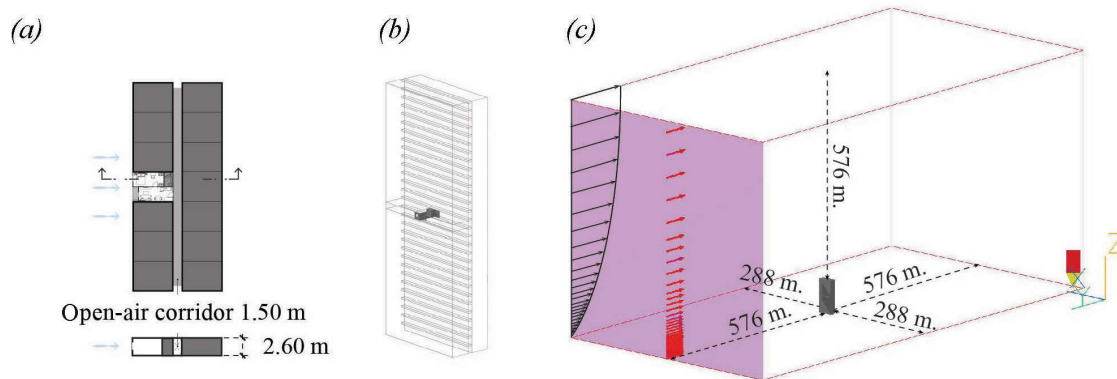 (a)
(b)
(c)
Open-air corridor 1.50 m
2.60 m
576 m.
288 m.
576 m.
576 m.
288 m.
Z